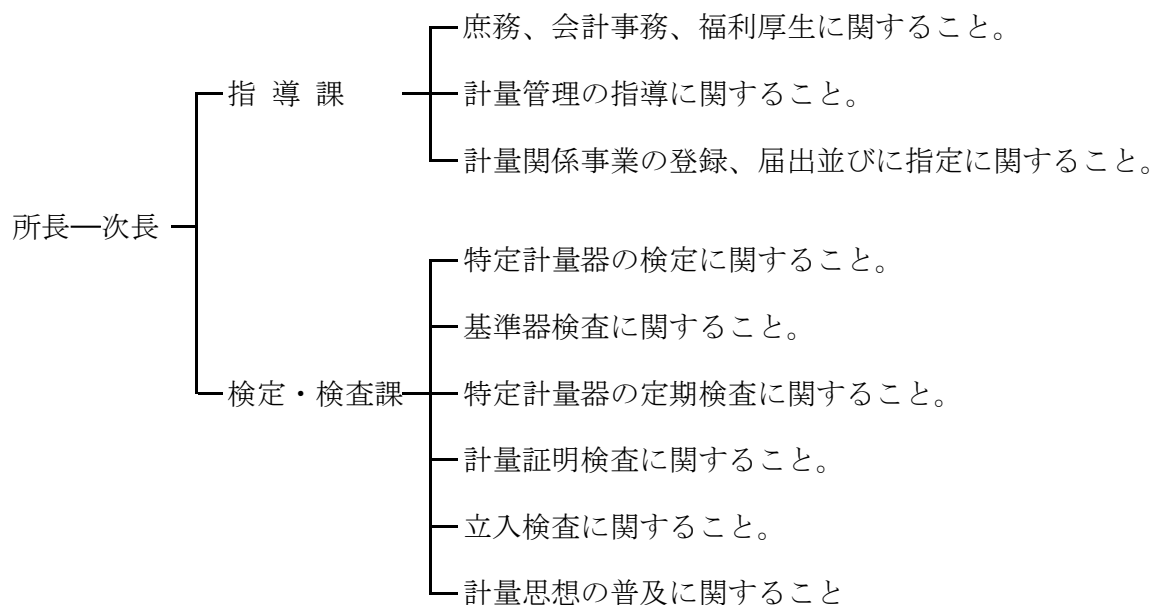 庶務、会計事務、福利厚生に関すること。
指 導 課
計量管理の指導に関すること。
計量関係事業の登録、届出並びに指定に関すること。
所長―次長
特定計量器の検定に関すること。
基準器検査に関すること。
検定・検査課
特定計量器の定期検査に関すること。
計量証明検査に関すること。
立入検査に関すること。
計量思想の普及に関すること